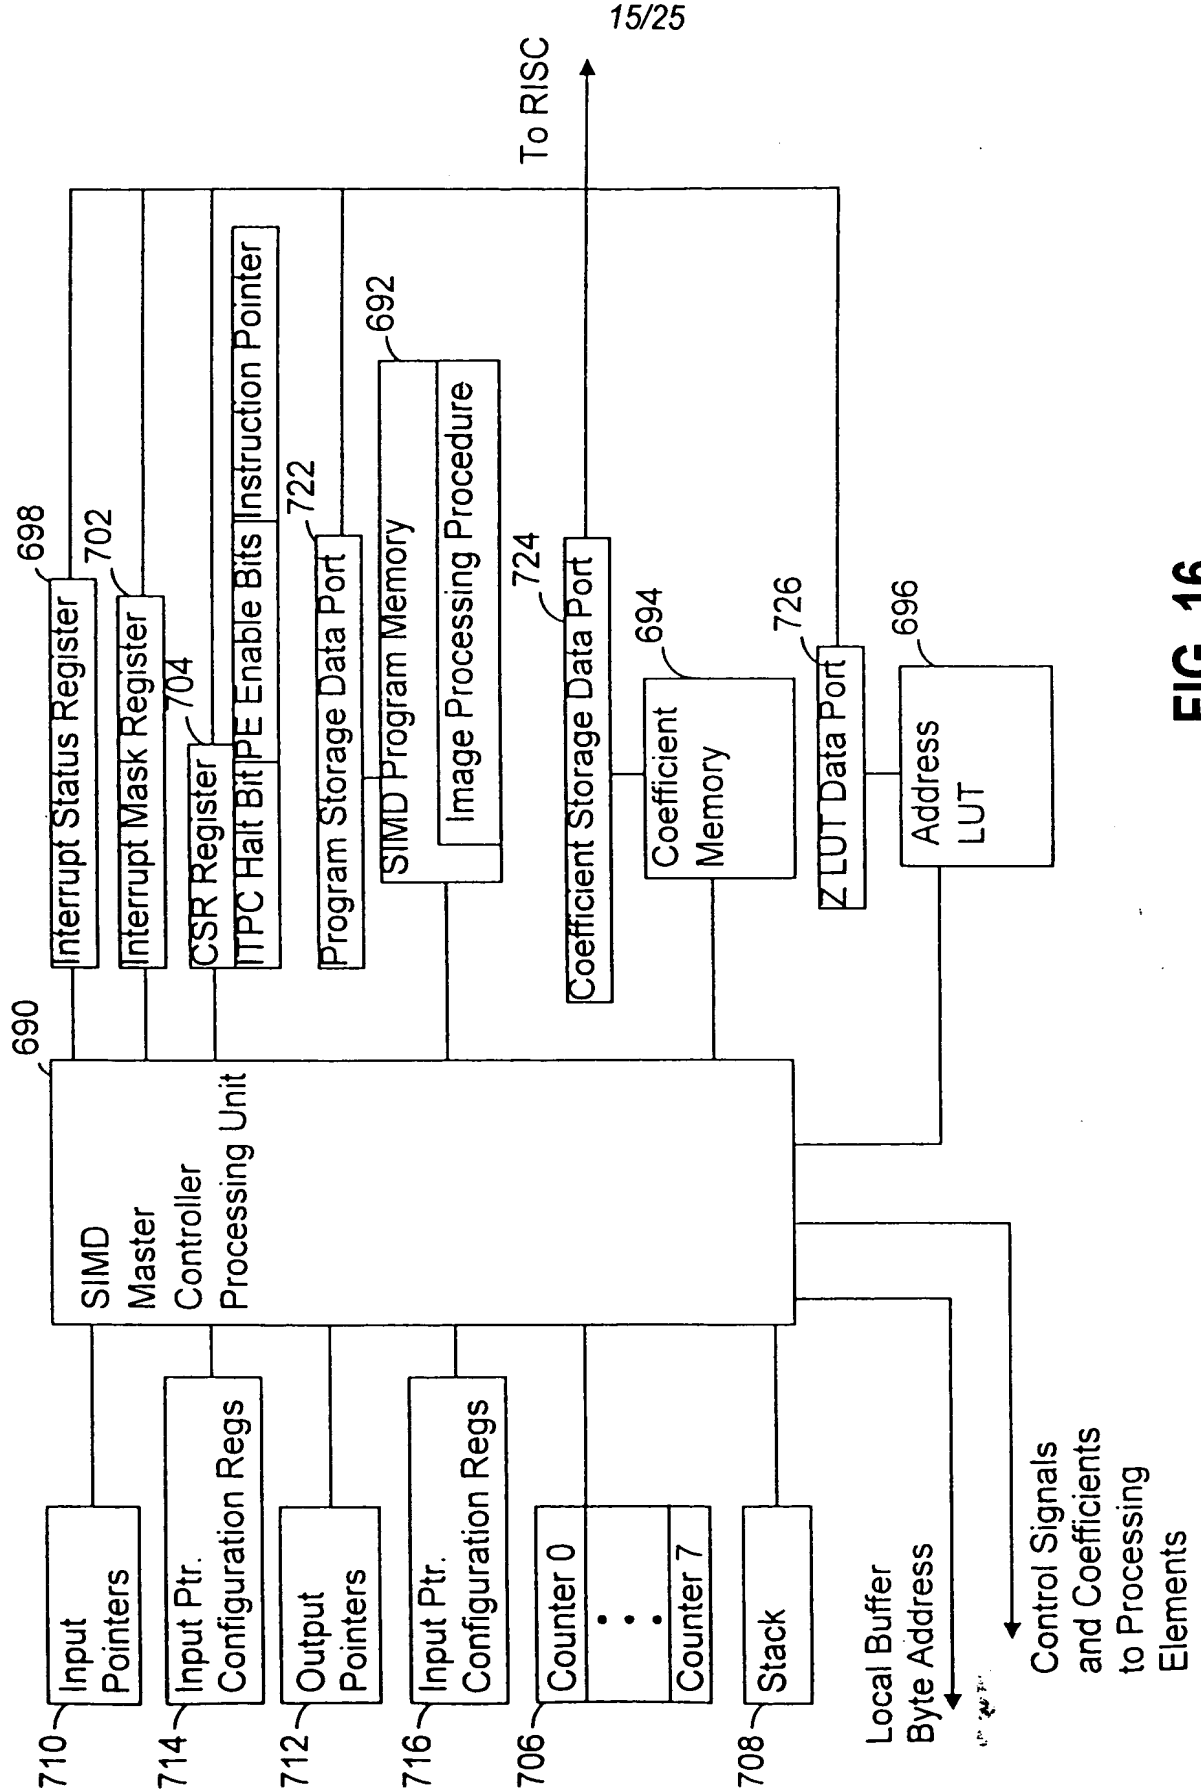 15/25
To RISC
690
SIMD
Master
Controller
Processing Unit
698
Interrupt Status Register
702
Interrupt Mask Register
704
CSR Register
ITPC Halt Bit
PE Enable Bits
Instruction Pointer
722
Program Storage Data Port
692
SIMD Program Memory
Image Processing Procedure
724
Coefficient Storage Data Port
694
Coefficient
Memory
726
Z LUT Data Port
696
Address
LUT
710
Input
Pointers
714
Input Ptr.
Configuration Regs
712
Output
Pointers
716
Input Ptr.
Configuration Regs
706
Counter 0
Counter 7
708
Stack
Local Buffer
Byte Address
Control Signals
and Coefficients
to Processing
Elements
FIG. 16